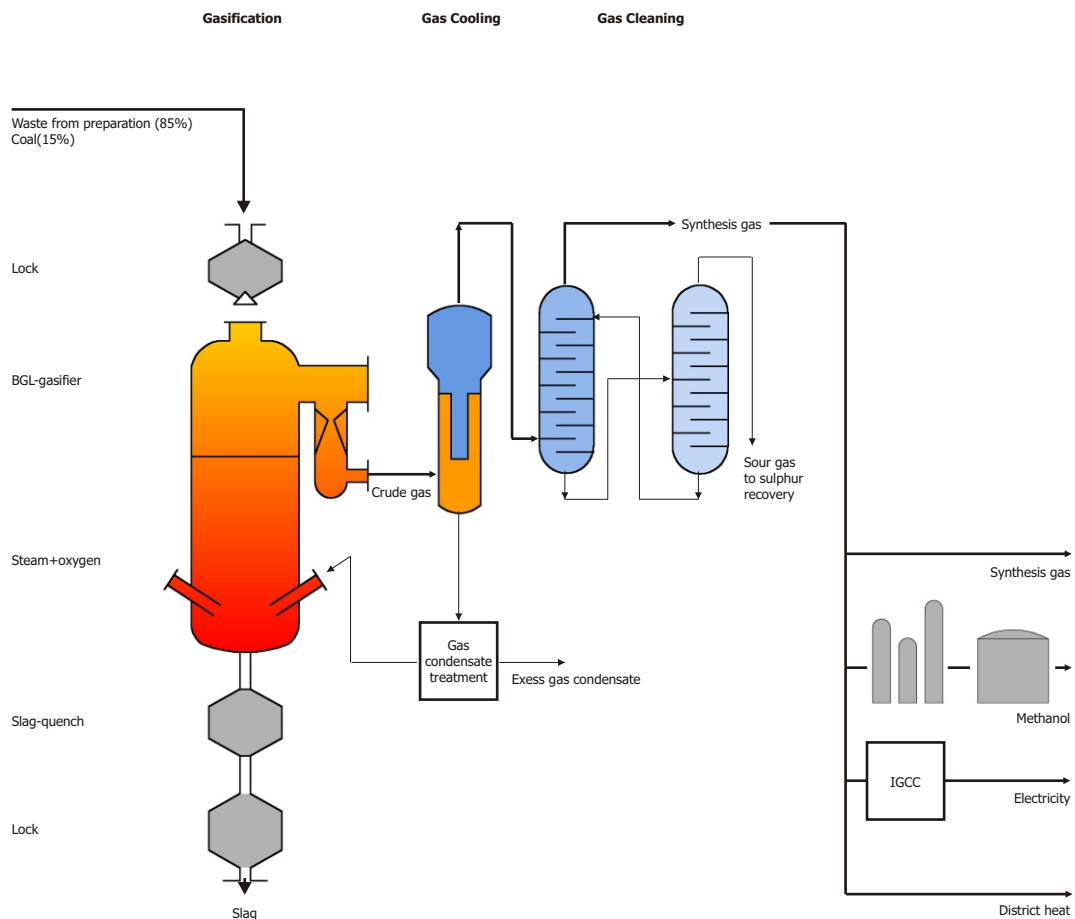 Gasification
Gas Cooling
Gas Cleaning
Waste from preparation (85%)
Coal(15%)
Synthesis gas
Lock
BGL-gasifier
Crude gas
Sour gas
to sulphur
recovery
Steam+oxygen
Synthesis gas
Gas
condensate
treatment
Exess gas condensate
Slag-quench
Methanol
IGCC
Electricity
Lock
Slag
District heat